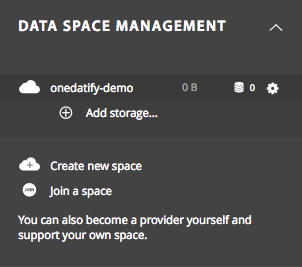 DATA SPACE MANAGEMENT
onedatify-demo 0 B 0
Add storage...
Create new space
JOIN Join a space
You can also become a provider yourself and
support your own space.